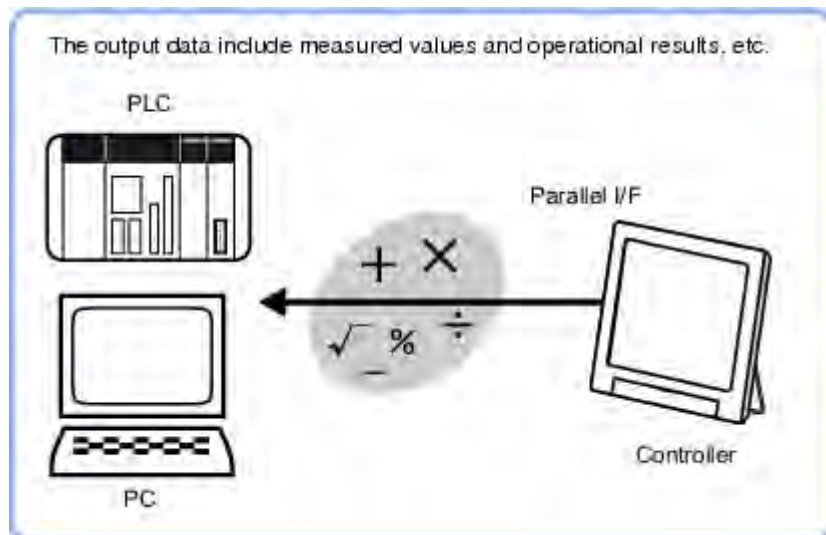 The output data include measured values and operational results, etc.
PLC
Parallel I/F
+ ×
√ % ÷
−
Controller
PC